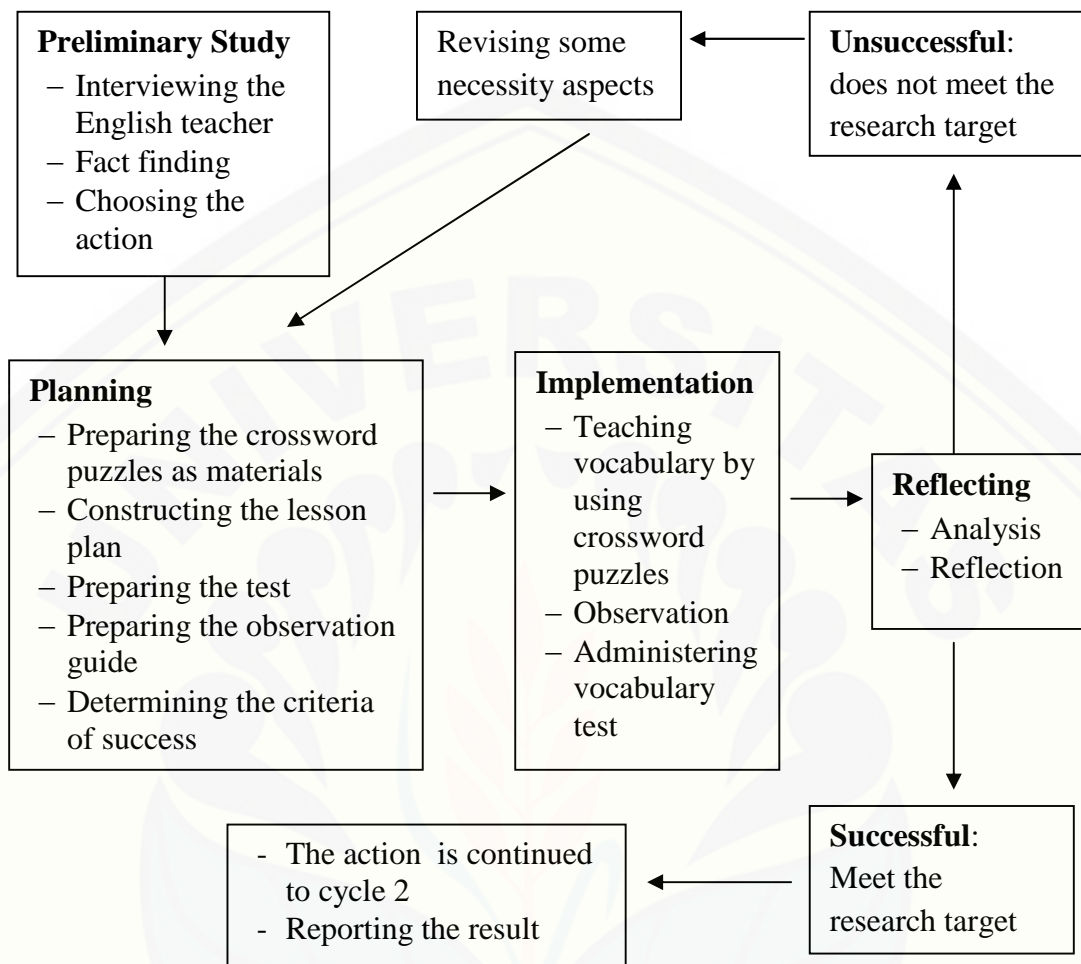 Preliminary Study
– Interviewing the
English teacher
– Fact finding
– Choosing the
action
Revising some
necessity aspects
Unsuccessful:
does not meet the
research target
Planning
– Preparing the crossword
puzzles as materials
– Constructing the lesson
plan
– Preparing the test
– Preparing the observation
guide
– Determining the criteria
of success
Implementation
– Teaching
vocabulary by
using
crossword
puzzles
– Observation
– Administering
vocabulary
test
Reflecting
– Analysis
– Reflection
Successful:
Meet the
research target
- The action is continued
to cycle 2
- Reporting the result
UNIVERSITAS